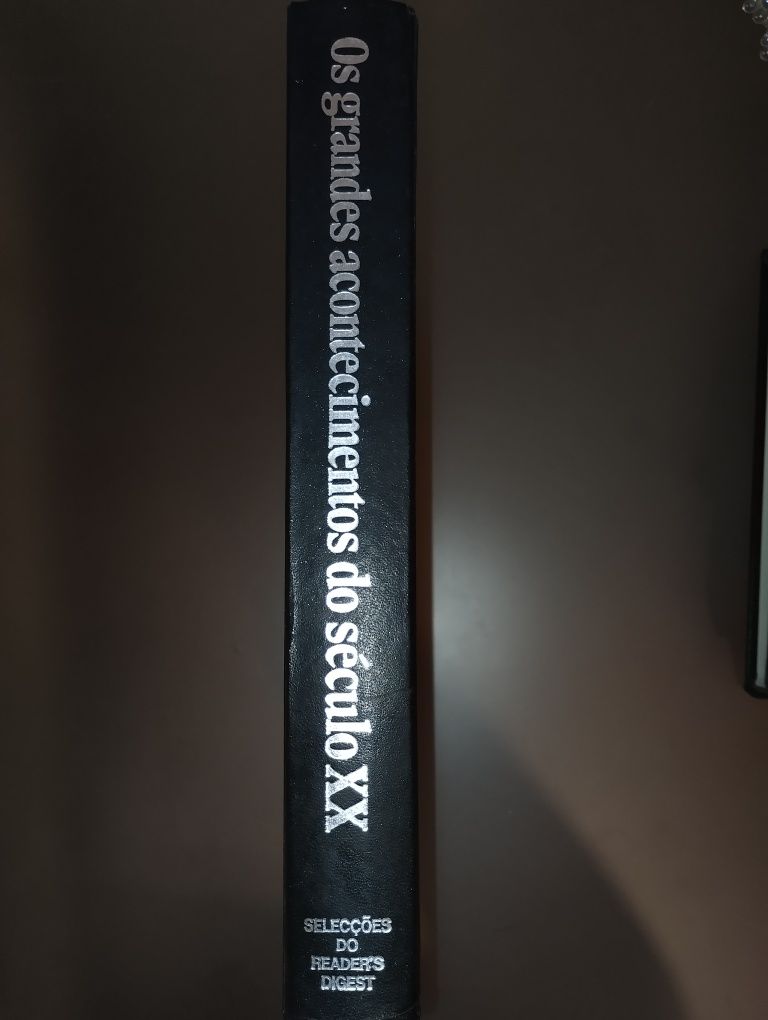 Os grandes acontecimentos do século XX
SELECÇÕES
DO
READER'S
DIGEST